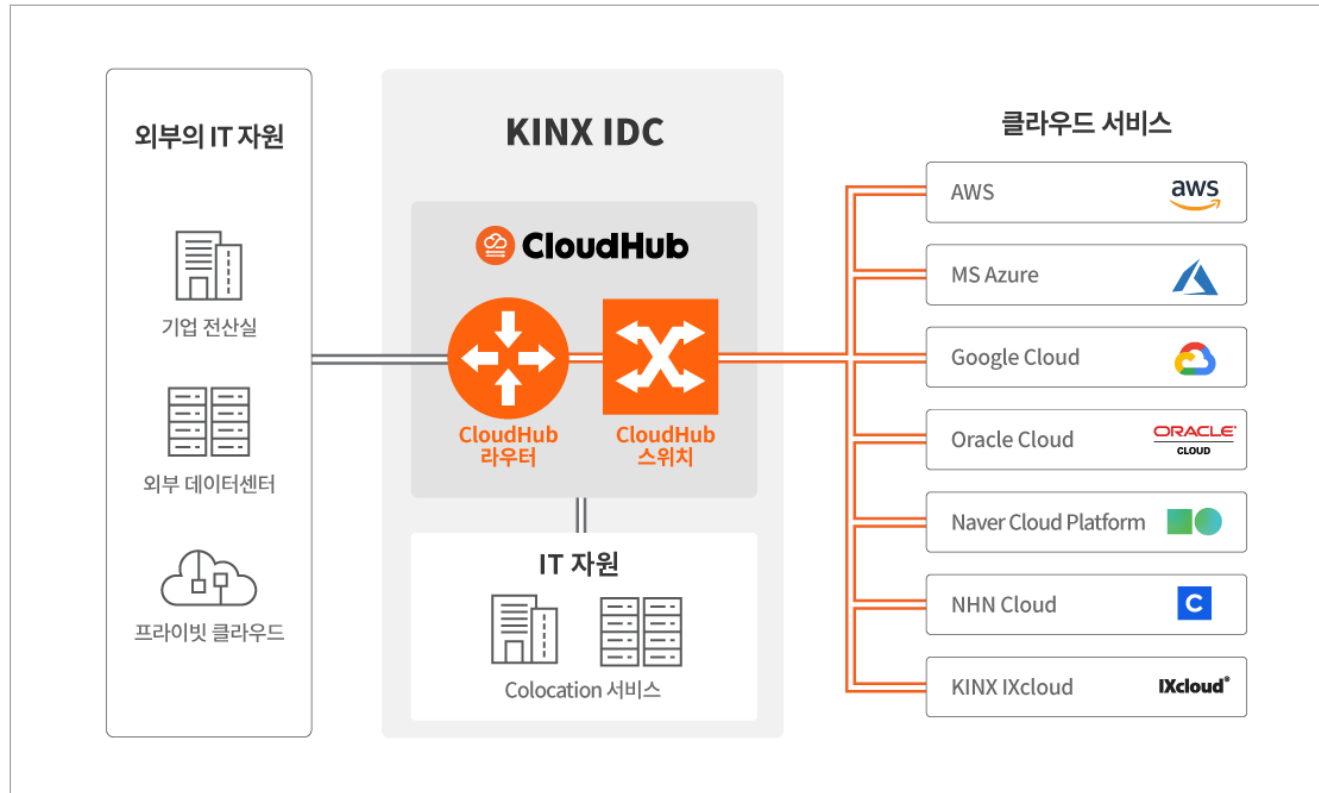 외부의 IT 자원
기업 전산실
외부 데이터센터
프라이빗 클라우드
KINX IDC
CloudHub
CloudHub
라우터
CloudHub
스위치
IT 자원
Colocation 서비스
클라우드 서비스
AWS
aws
MS Azure
Google Cloud
Oracle Cloud
ORACLE
CLOUD
Naver Cloud Platform
NHN Cloud
C
KINX IXcloud
IXcloud®